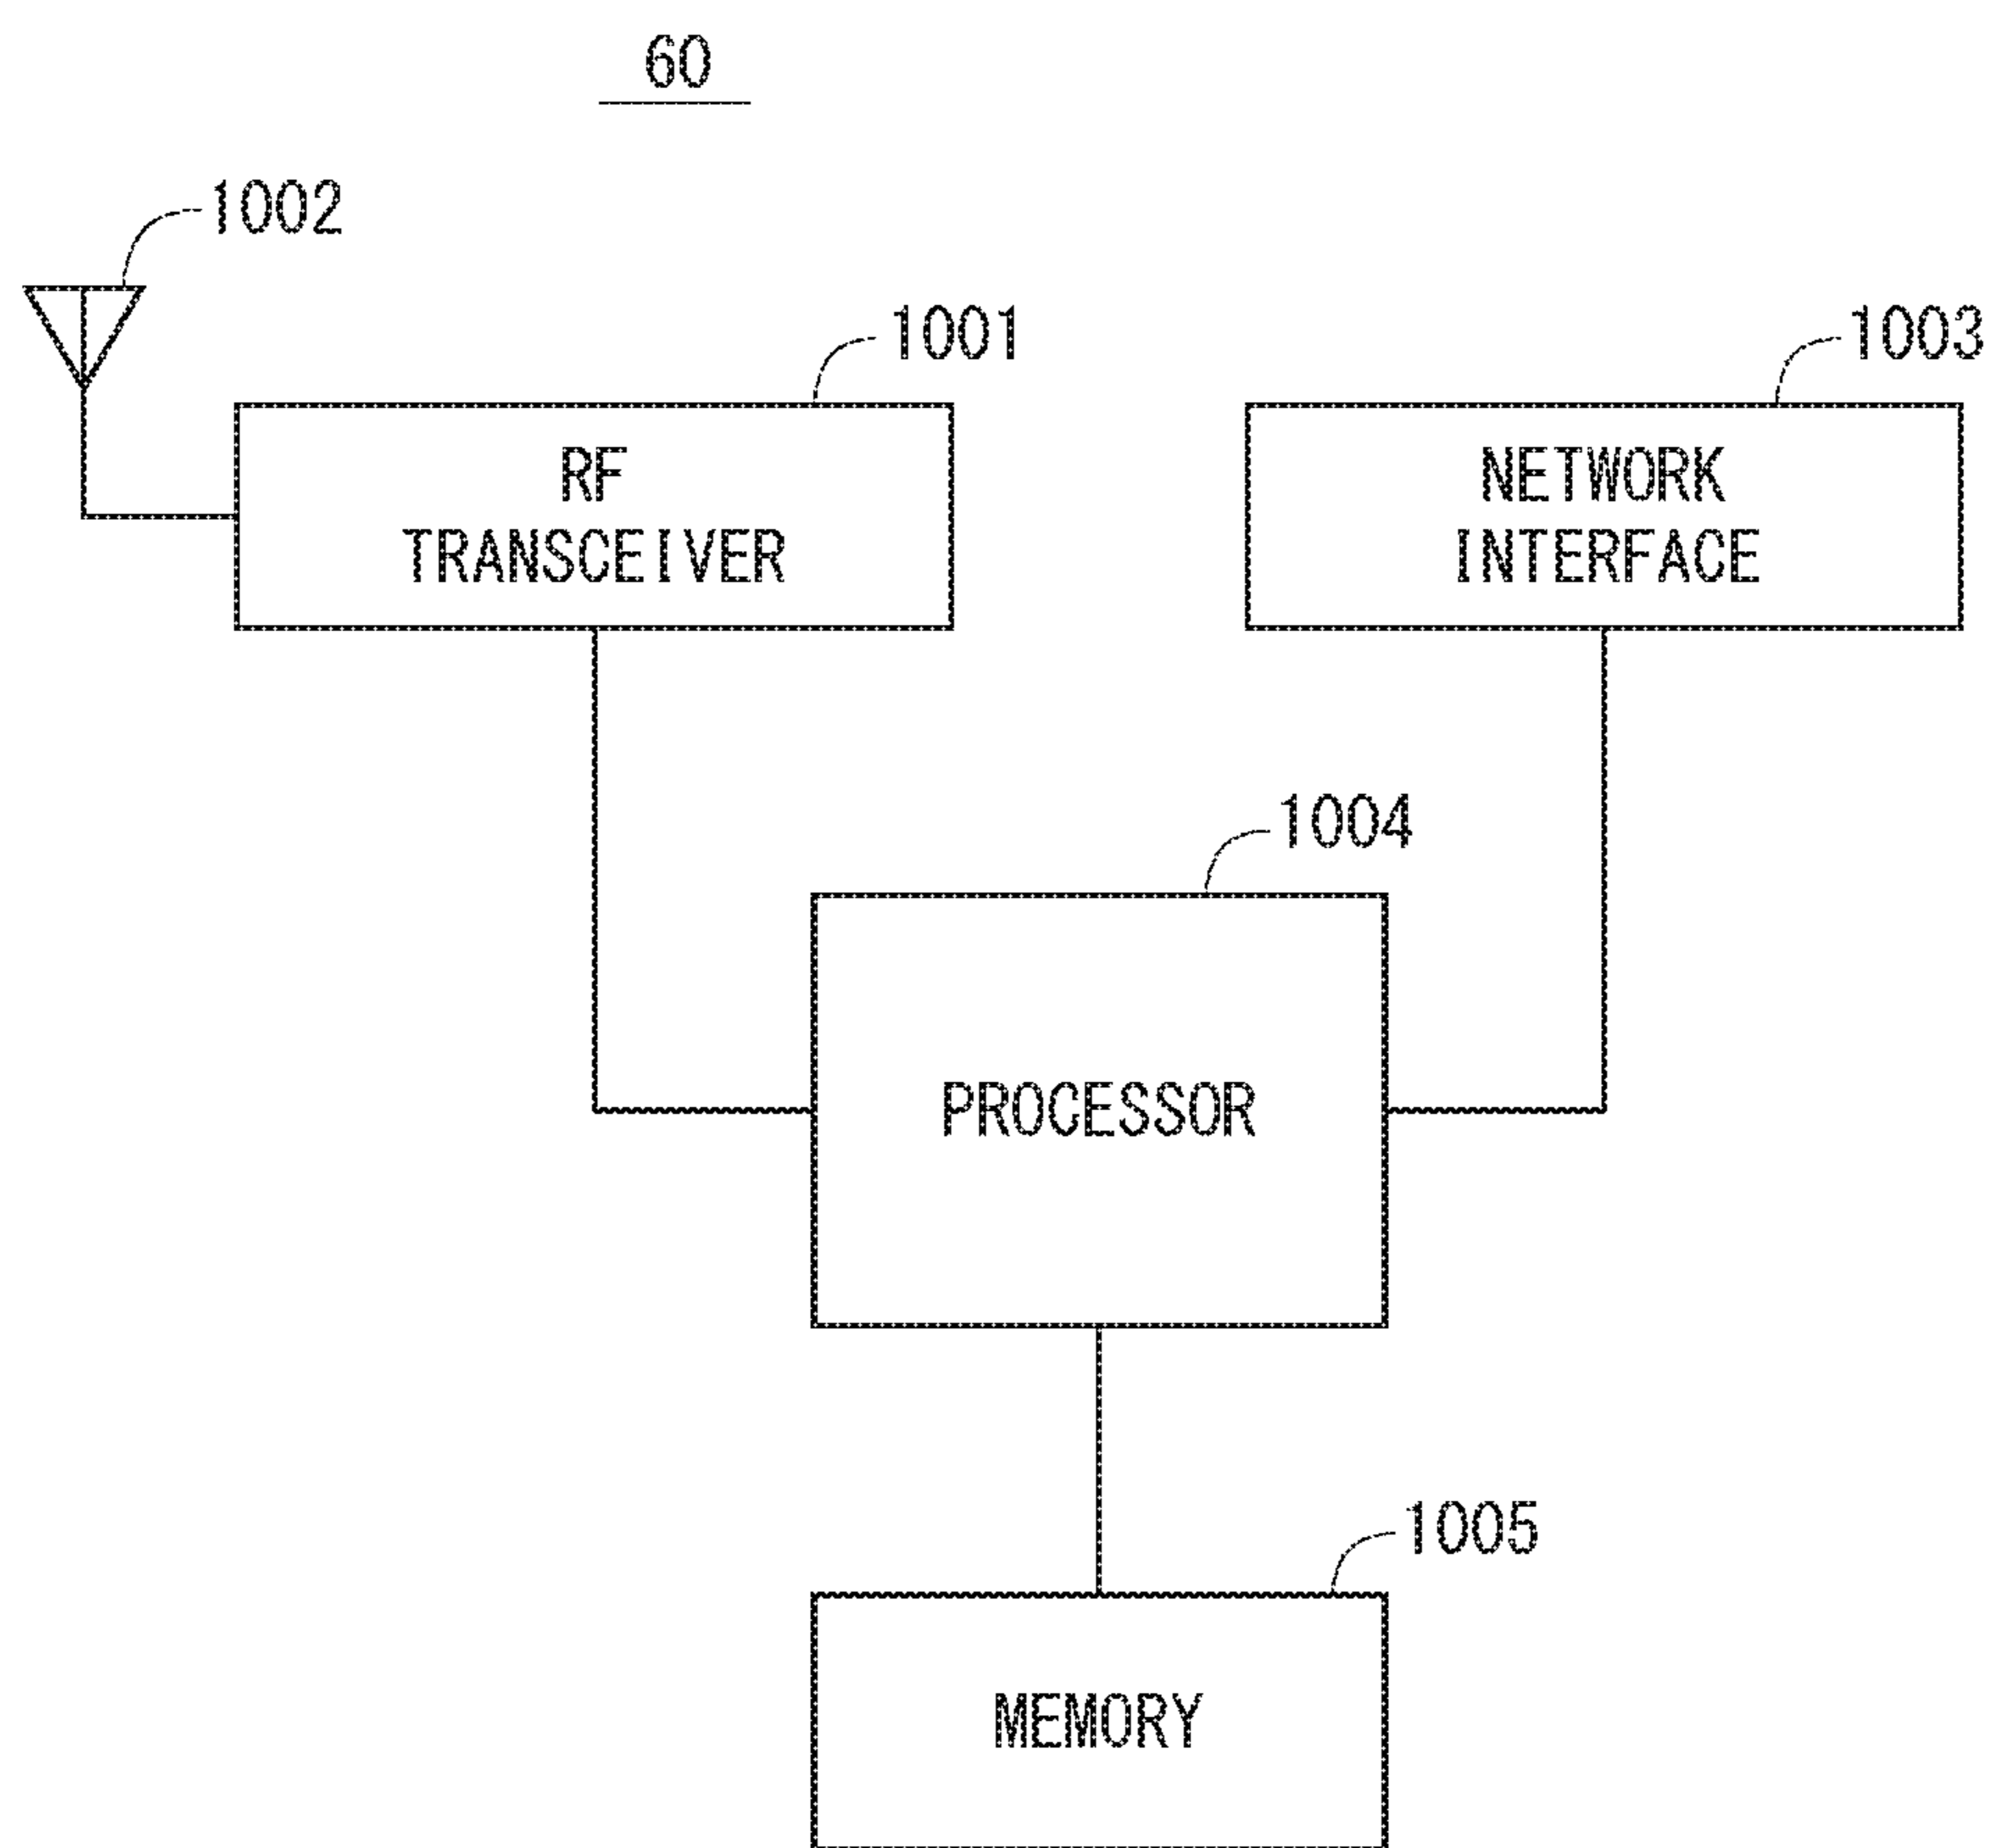 60
1002
1001
1003
RF
TRANSCEIVER
NETWORK
INTERFACE
1004
PROCESSOR
1005
MEMORY